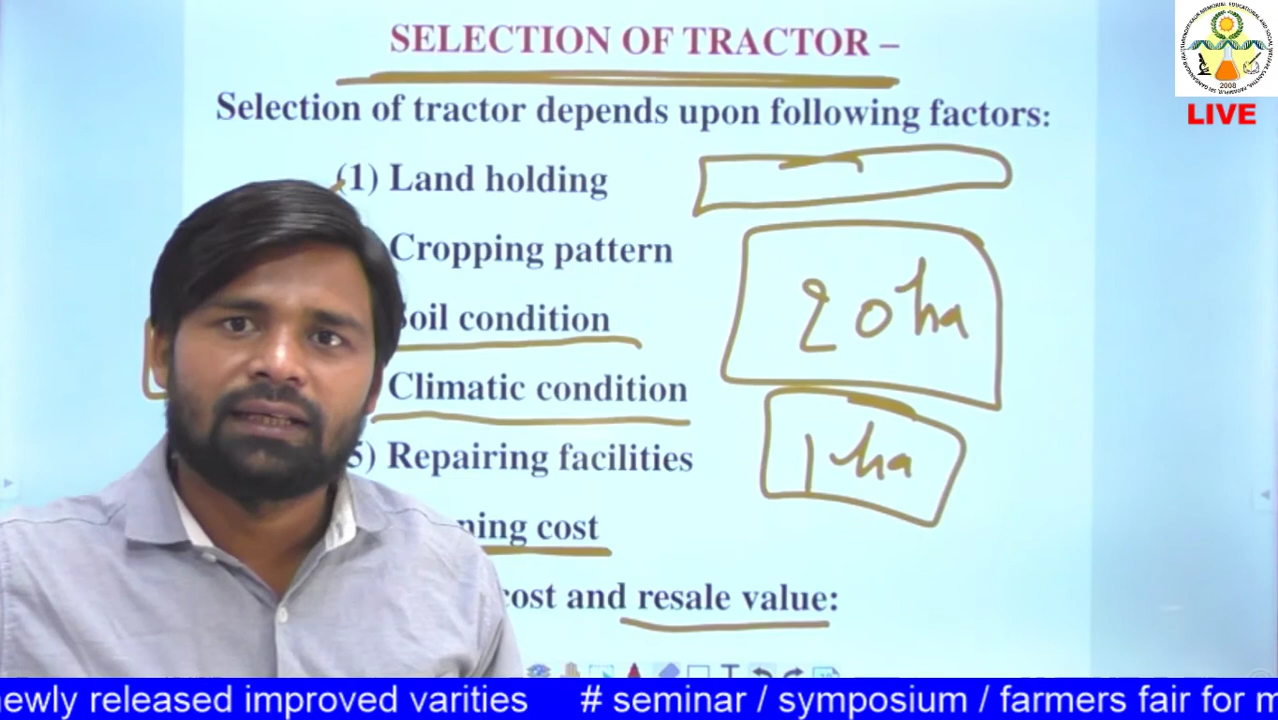 SELECTION OF TRACTOR –
Selection of tractor depends upon following factors:
(1) Land holding
Cropping pattern
20 ha
oil condition
Climatic condition
1 ha
5) Repairing facilities
ning cost
cost and resale value:
2008
LIVE
ewly released improved varities # seminar / symposium / farmers fair for m